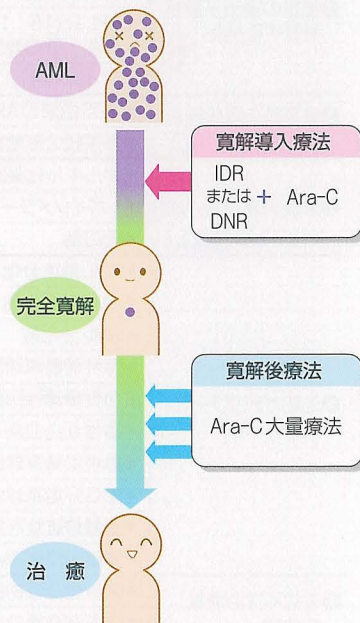 AML
寛解導入療法
IDR
または + Ara-C
DNR
完全寛解
寛解後療法
Ara-C大量療法
治 癒